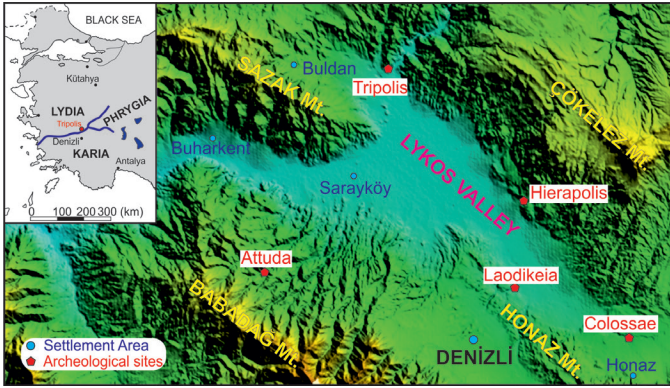 BLACK SEA
Kütahya
LYDIA
PHRYGIA
Tripolis
Denizli
KARIA
Antalya
0 100 200 300 (km)
Buldan
SAZAK Mt.
Tripolis
ÇÖKELEZ Mt.
Buharkent
LYKOS VALLEY
Sarayköy
Hierapolis
Attuda
Laodikeia
BABADAĞ Mt.
HONAZ Mt.
Colossae
DENİZLİ
Honaz
Settlement Area
Archeological sites